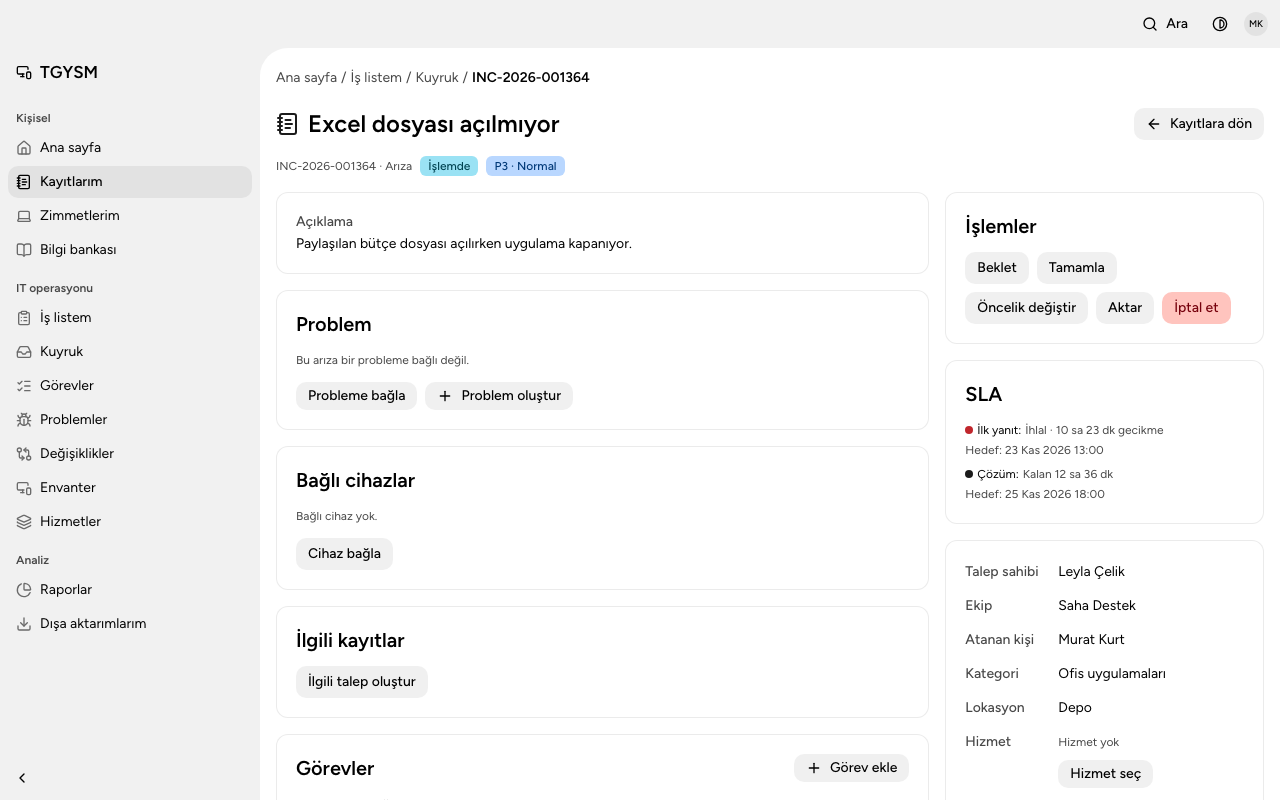 Ara
MK
TGYSM
Kişisel
Ana sayfa
Kayıtlarım
Zimmetlerim
Bilgi bankası
IT operasyonu
İş listem
Kuyruk
Görevler
Problemler
Değişiklikler
Envanter
Hizmetler
Analiz
Raporlar
Dışa aktarımlarım
Ana sayfa / İş listem / Kuyruk / INC-2026-001364
Excel dosyası açılmıyor
Kayıtlara dön
INC-2026-001364 · Arıza İşlemde P3 · Normal
Açıklama
Paylaşılan bütçe dosyası açılırken uygulama kapanıyor.
Problem
Bu arıza bir probleme bağlı değil.
Probleme bağla Problem oluştur
Bağlı cihazlar
Bağlı cihaz yok.
Cihaz bağla
İlgili kayıtlar
İlgili talep oluştur
Görevler
Görev ekle
İşlemler
Beklet Tamamla
Öncelik değiştir Aktar İptal et
SLA
İlk yanıt: İhlal · 10 sa 23 dk gecikme
Hedef: 23 Kas 2026 13:00
Çözüm: Kalan 12 sa 36 dk
Hedef: 25 Kas 2026 18:00
Talep sahibi Leyla Çelik
Ekip Saha Destek
Atanan kişi Murat Kurt
Kategori Ofis uygulamaları
Lokasyon Depo
Hizmet Hizmet yok
Hizmet seç